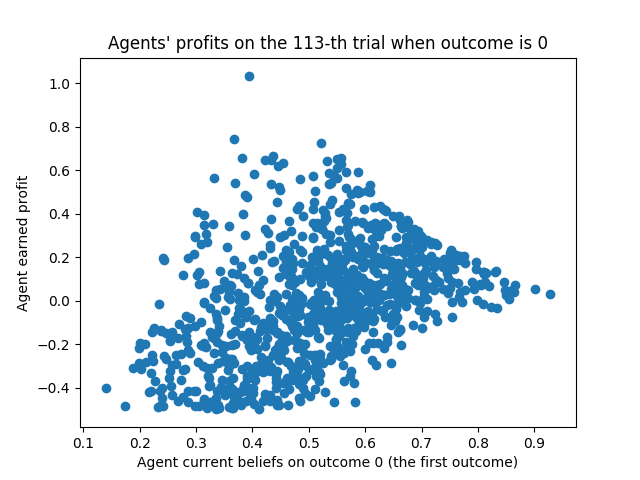 Agents' profits on the 113-th trial when outcome is 0
1.0
0.8
0.6
0.4
0.2
0.0
−0.2
−0.4
Agent earned profit
0.1 0.2 0.3 0.4 0.5 0.6 0.7 0.8 0.9
Agent current beliefs on outcome 0 (the first outcome)